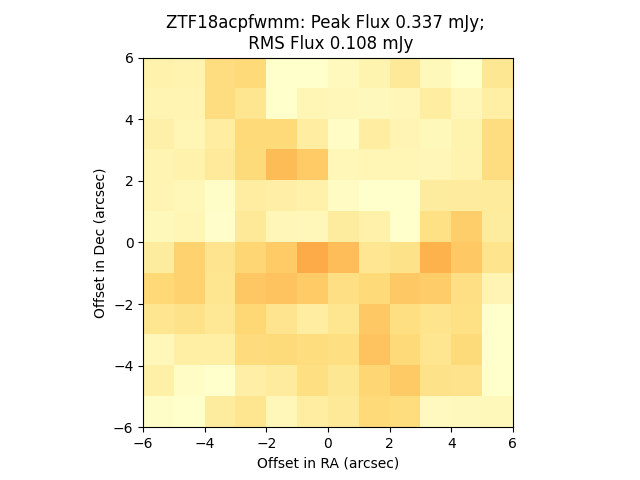 ZTF18acpfwmm: Peak Flux 0.337 mJy;
RMS Flux 0.108 mJy
6
4
2
0
−2
−4
−6
Offset in Dec (arcsec)
−6 −4 −2 0 2 4 6
Offset in RA (arcsec)